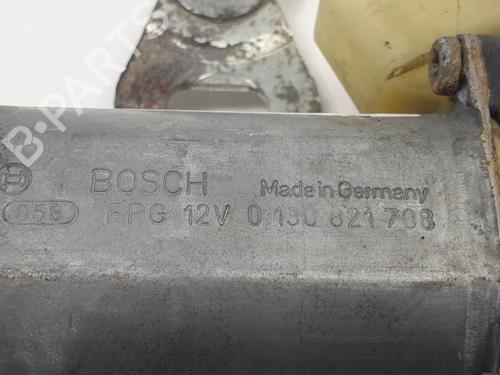 BOSCH Made in Germany
058 FPG 12V 0 130 821 708
B-PARTS